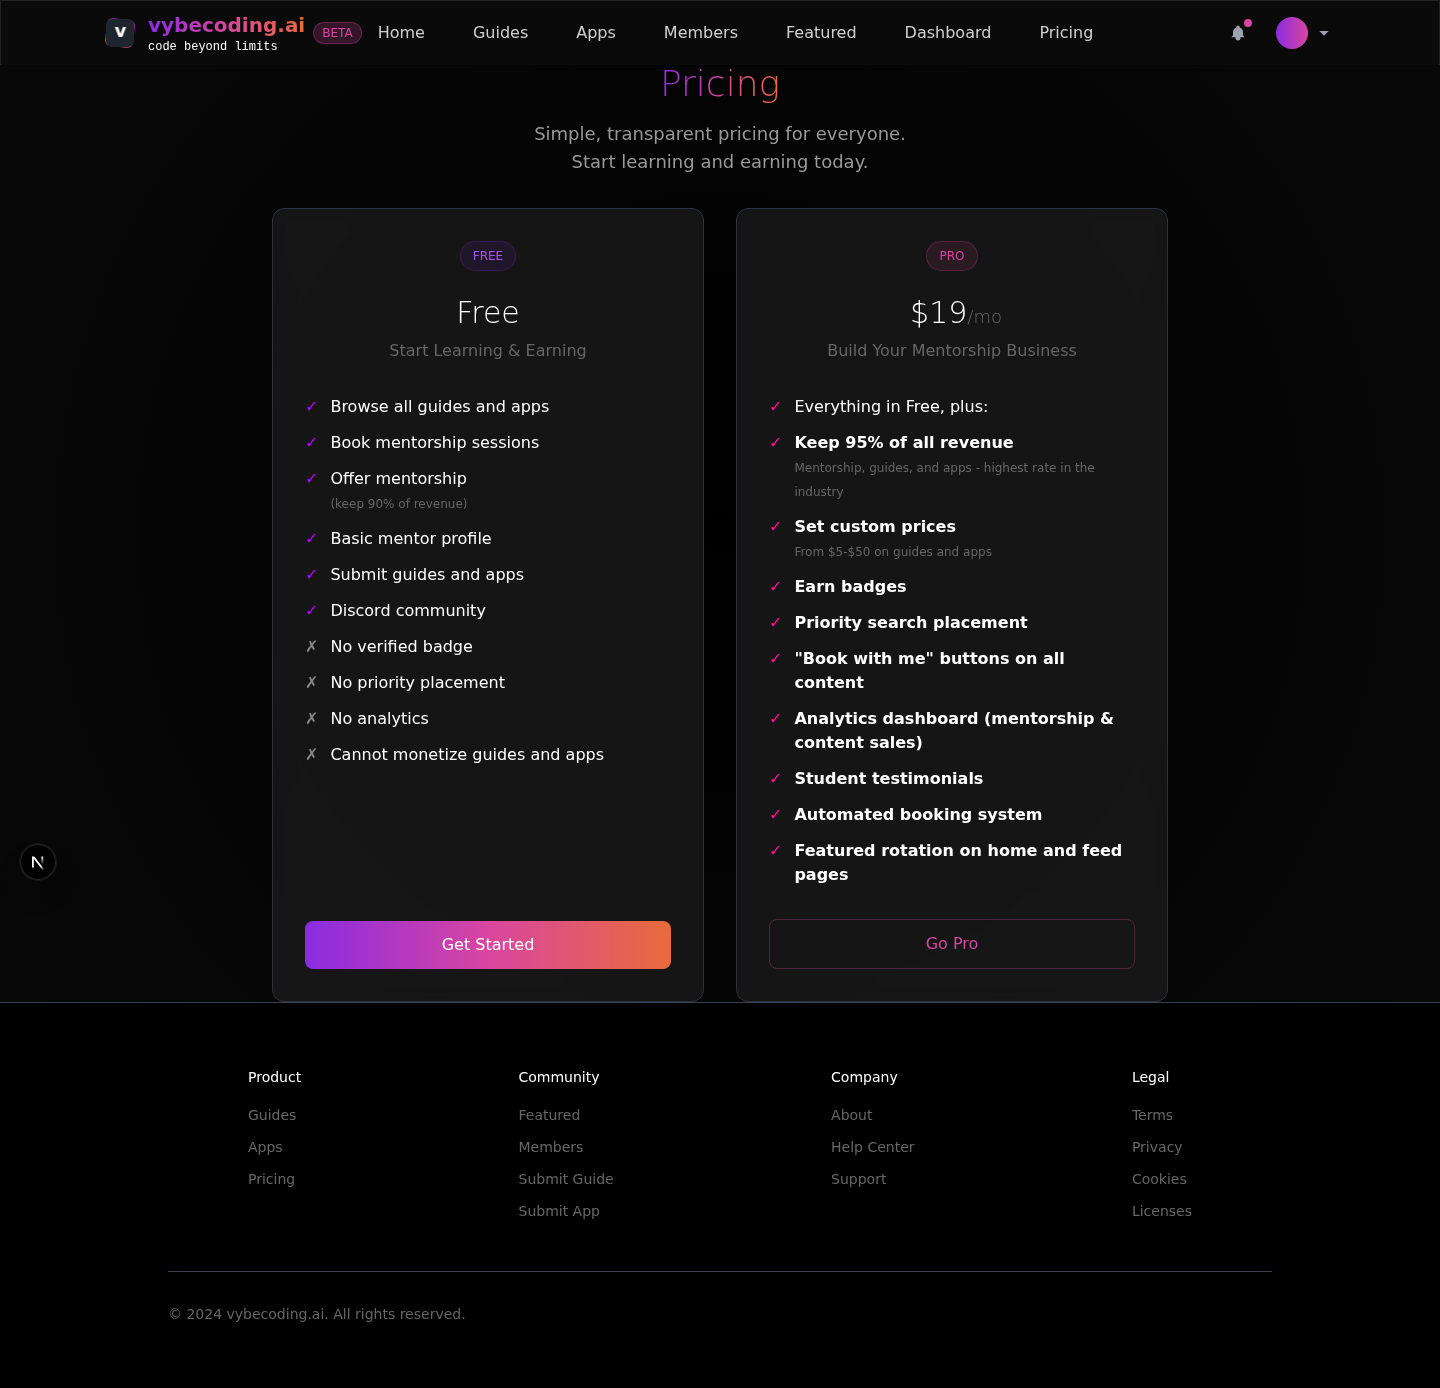 v
vybecoding.ai
code beyond limits
BETA
Home
Guides
Apps
Members
Featured
Dashboard
Pricing
Pricing
Simple, transparent pricing for everyone.
Start learning and earning today.
FREE
Free
Start Learning & Earning
✓ Browse all guides and apps
✓ Book mentorship sessions
✓ Offer mentorship
(keep 90% of revenue)
✓ Basic mentor profile
✓ Submit guides and apps
✓ Discord community
✗ No verified badge
✗ No priority placement
✗ No analytics
✗ Cannot monetize guides and apps
Get Started
PRO
$19/mo
Build Your Mentorship Business
✓ Everything in Free, plus:
✓ Keep 95% of all revenue
Mentorship, guides, and apps - highest rate in the
industry
✓ Set custom prices
From $5-$50 on guides and apps
✓ Earn badges
✓ Priority search placement
✓ "Book with me" buttons on all
content
✓ Analytics dashboard (mentorship &
content sales)
✓ Student testimonials
✓ Automated booking system
✓ Featured rotation on home and feed
pages
Go Pro
N
Product
Guides
Apps
Pricing
Community
Featured
Members
Submit Guide
Submit App
Company
About
Help Center
Support
Legal
Terms
Privacy
Cookies
Licenses
© 2024 vybecoding.ai. All rights reserved.